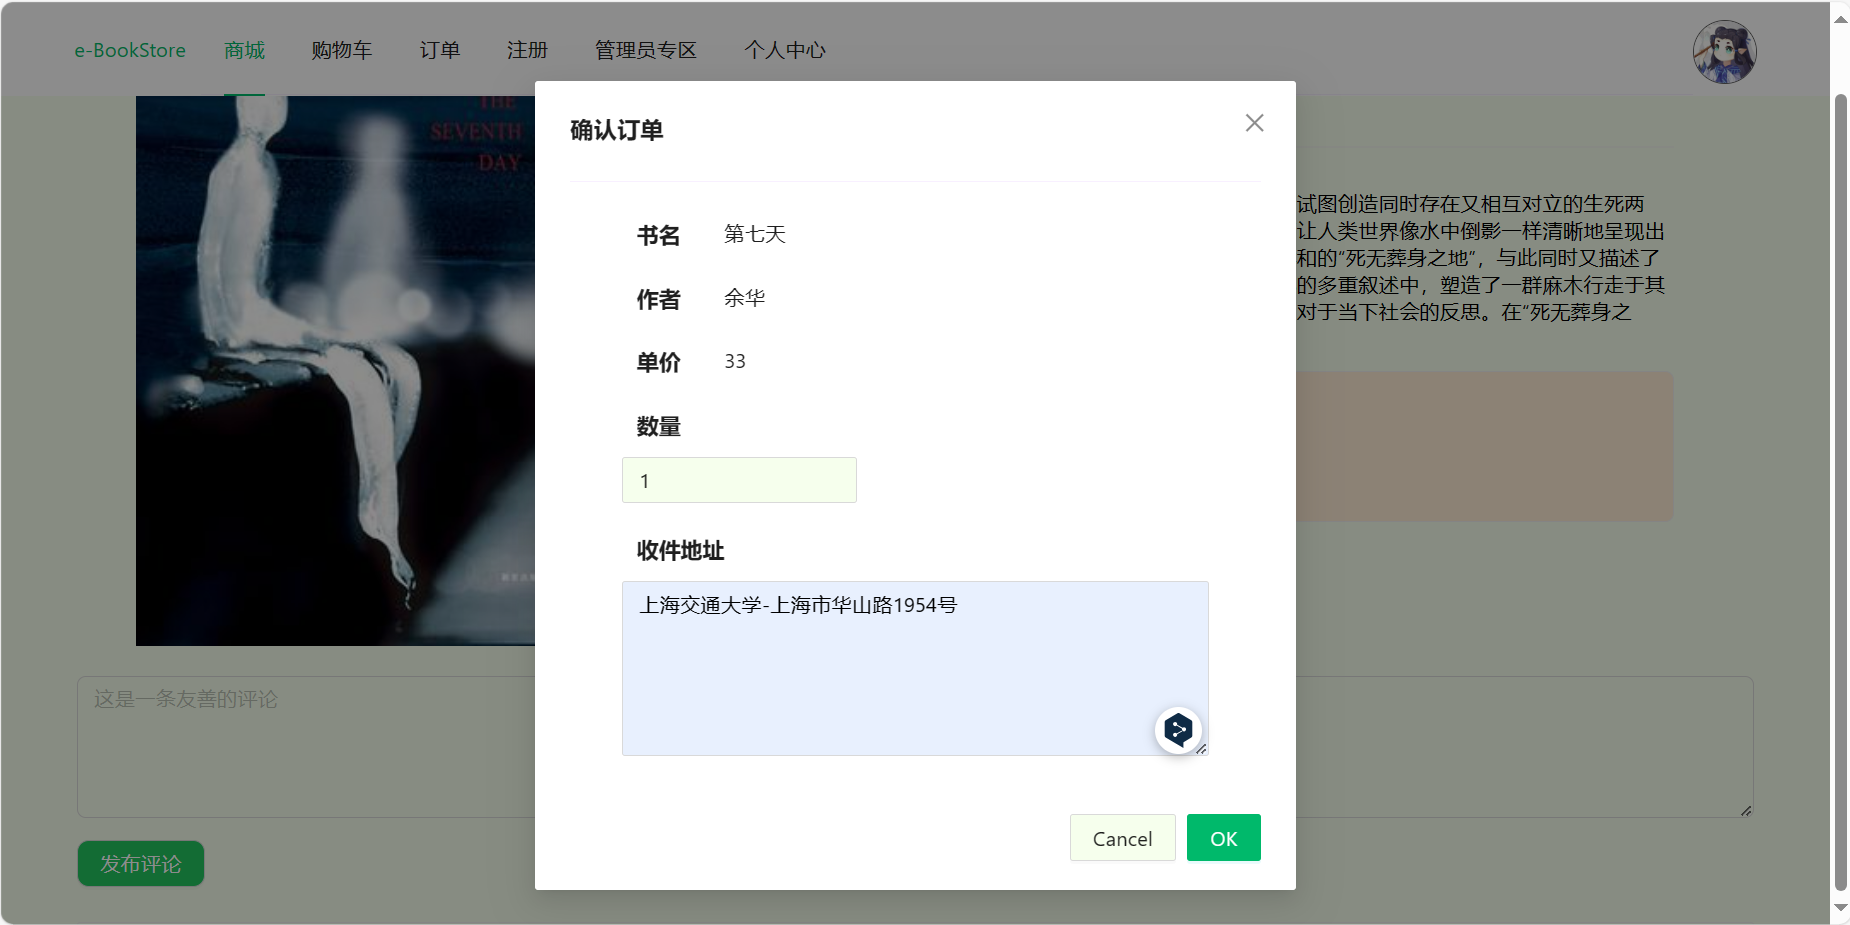 e-BookStore 商城 购物车 订单 注册 管理员专区 个人中心
THE
SEVENTH
DAY
确认订单
书名 第七天
作者 余华
单价 33
数量
1
收件地址
上海交通大学-上海市华山路1954号
Cancel OK
试图创造同时存在又相互对立的生死两
让人类世界像水中倒影一样清晰地呈现出
和的“死无葬身之地”，与此同时又描述了
的多重叙述中，塑造了一群麻木行走于其
对于当下社会的反思。在“死无葬身之
这是一条友善的评论
发布评论